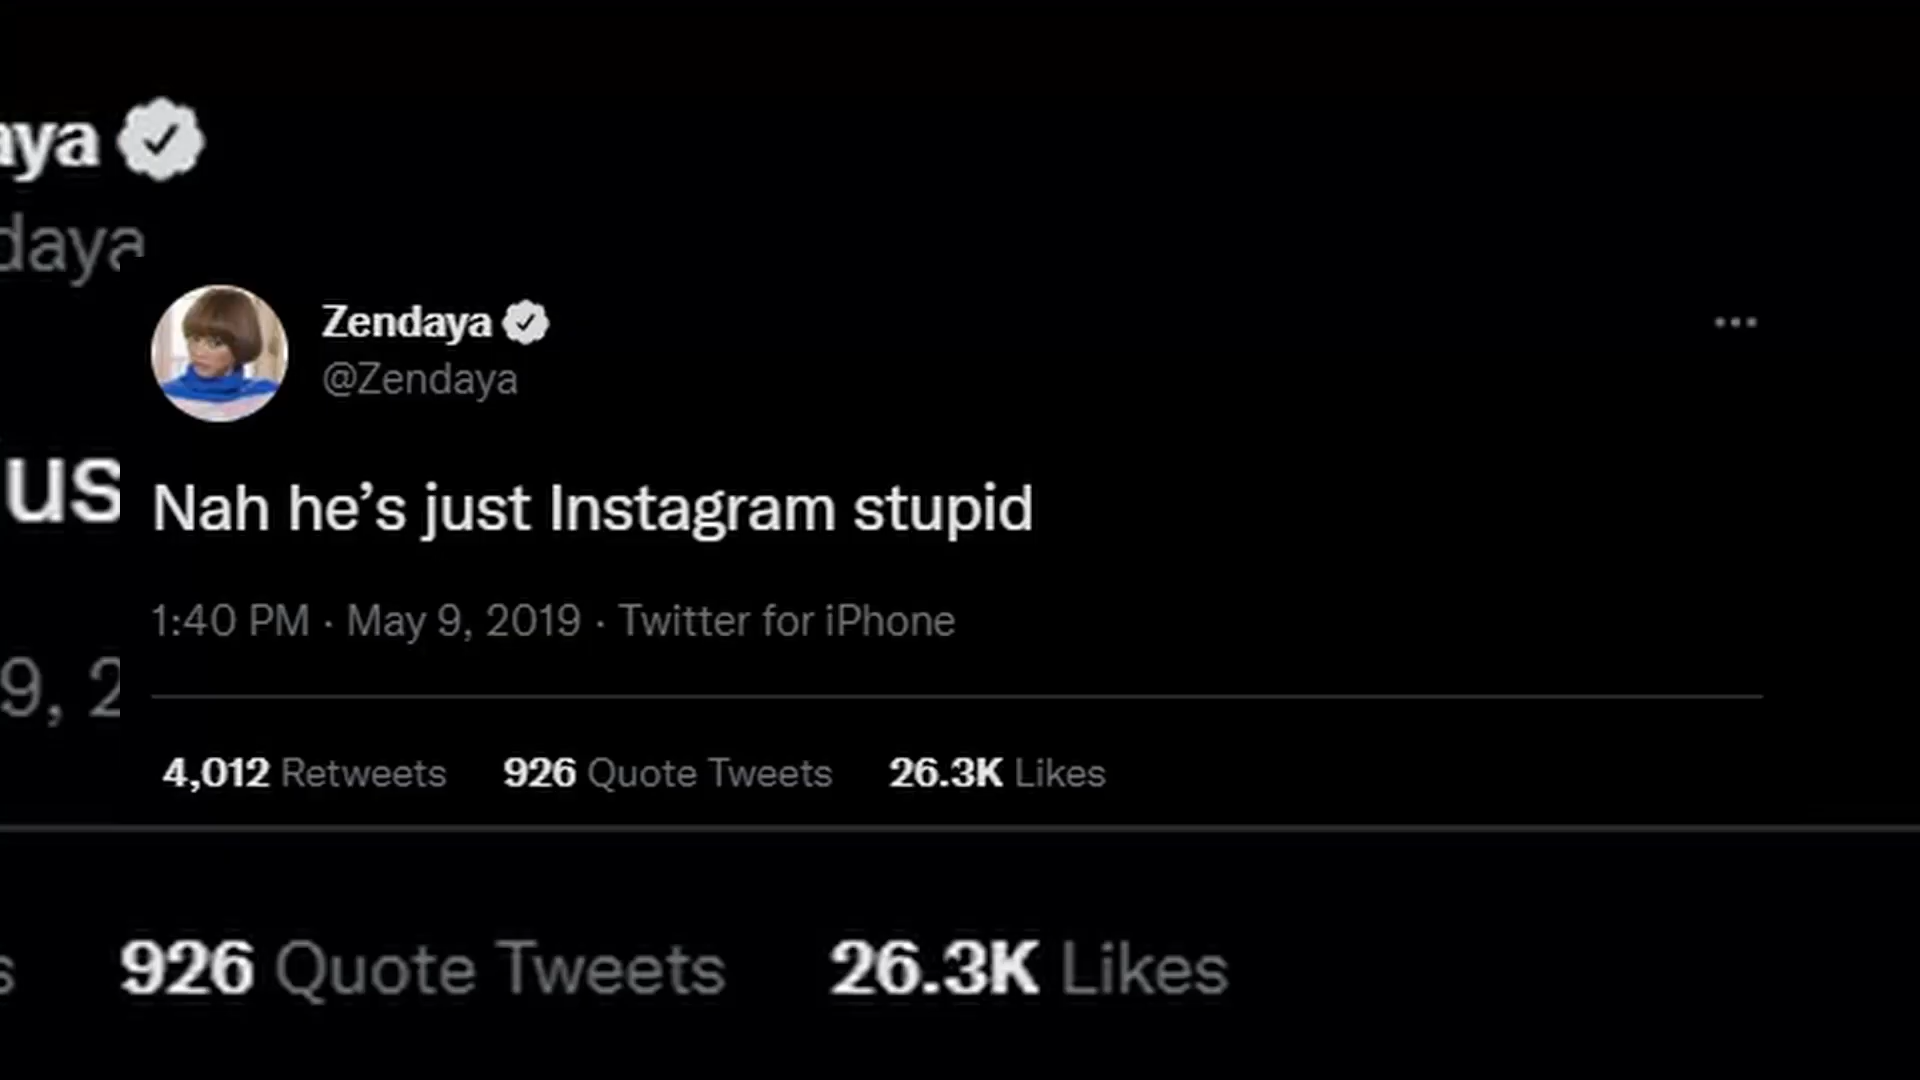 aya
daya
Zendaya
@Zendaya
us
Nah he’s just Instagram stupid
1:40 PM · May 9, 2019 · Twitter for iPhone
9, 2
4,012 Retweets 926 Quote Tweets 26.3K Likes
s 926 Quote Tweets 26.3K Likes